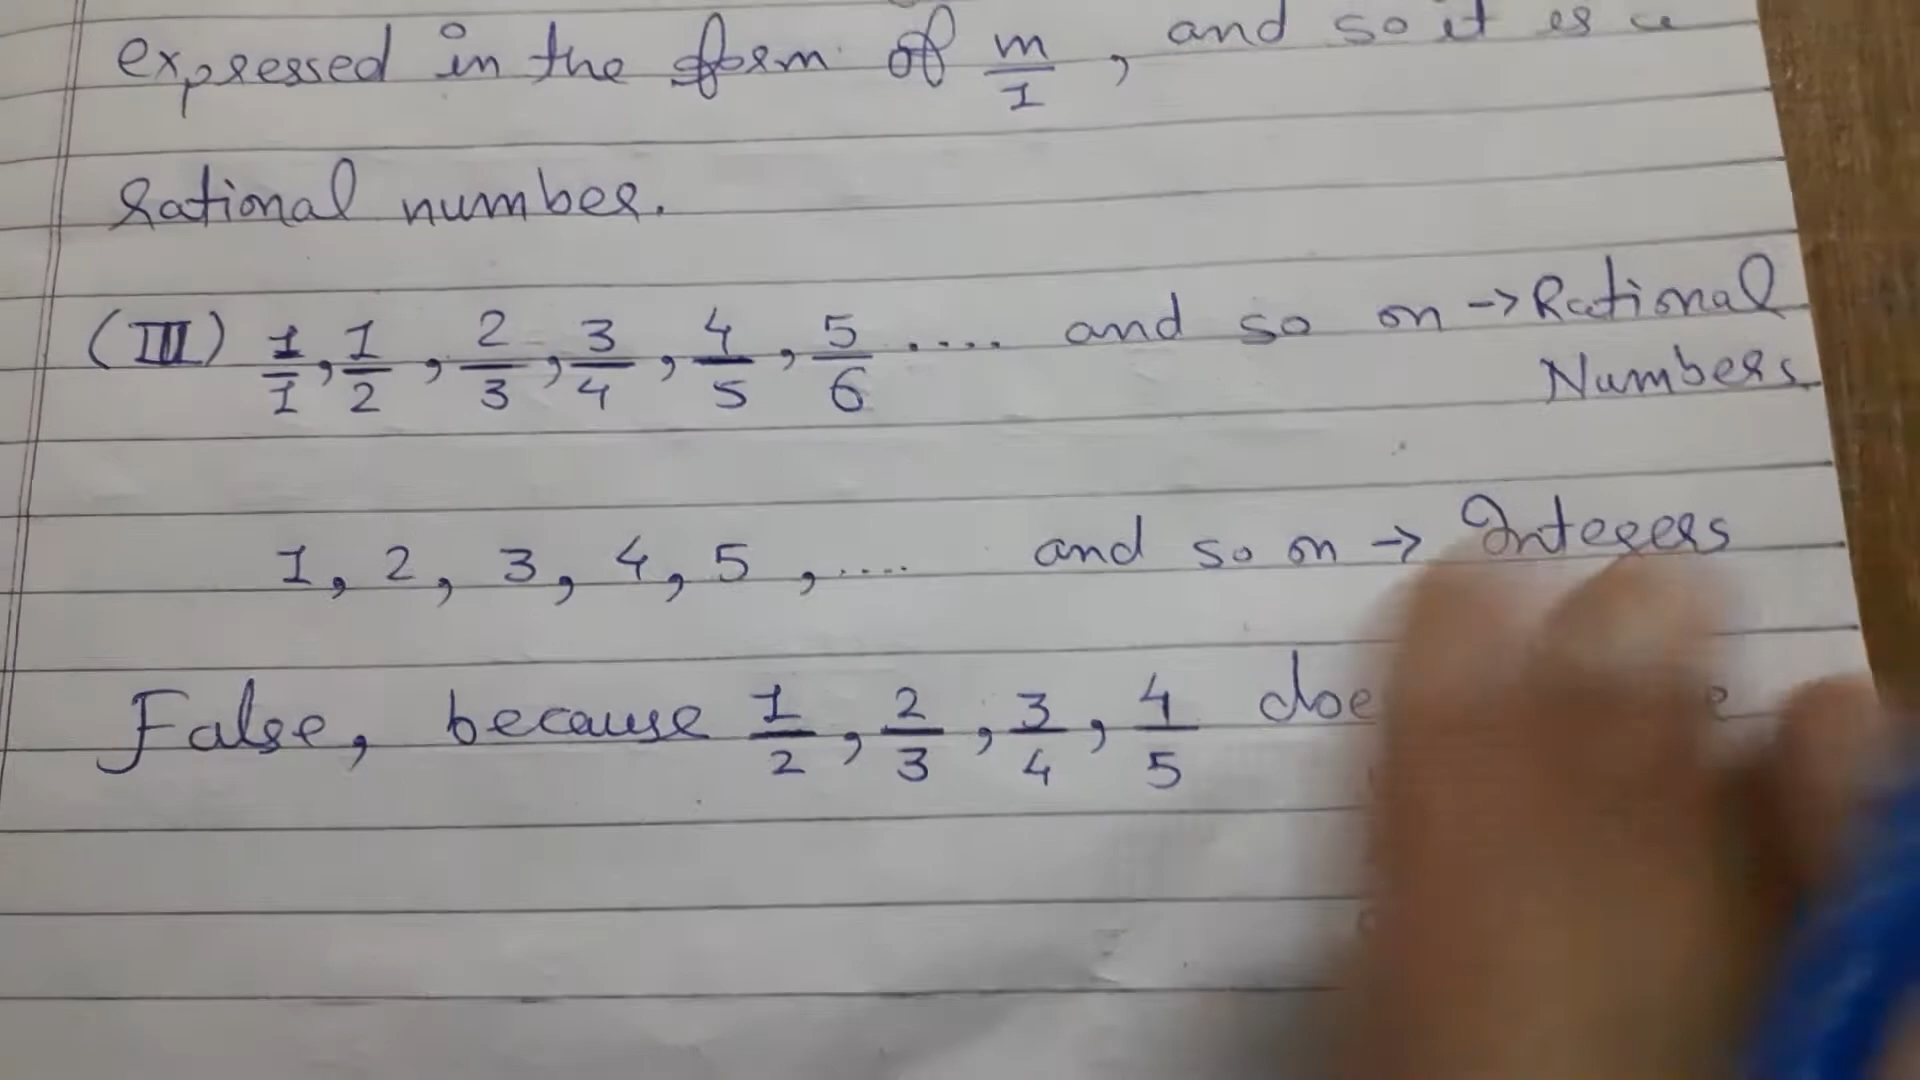 expressed in the form of m/1, and so it is a
rational number.
(III) 1/1, 1/2, 2/3, 3/4, 4/5, 5/6 .... and so on -> Rational
Numbers
1, 2, 3, 4, 5, .... and so on -> Integers
False, because 1/2, 2/3, 3/4, 4/5